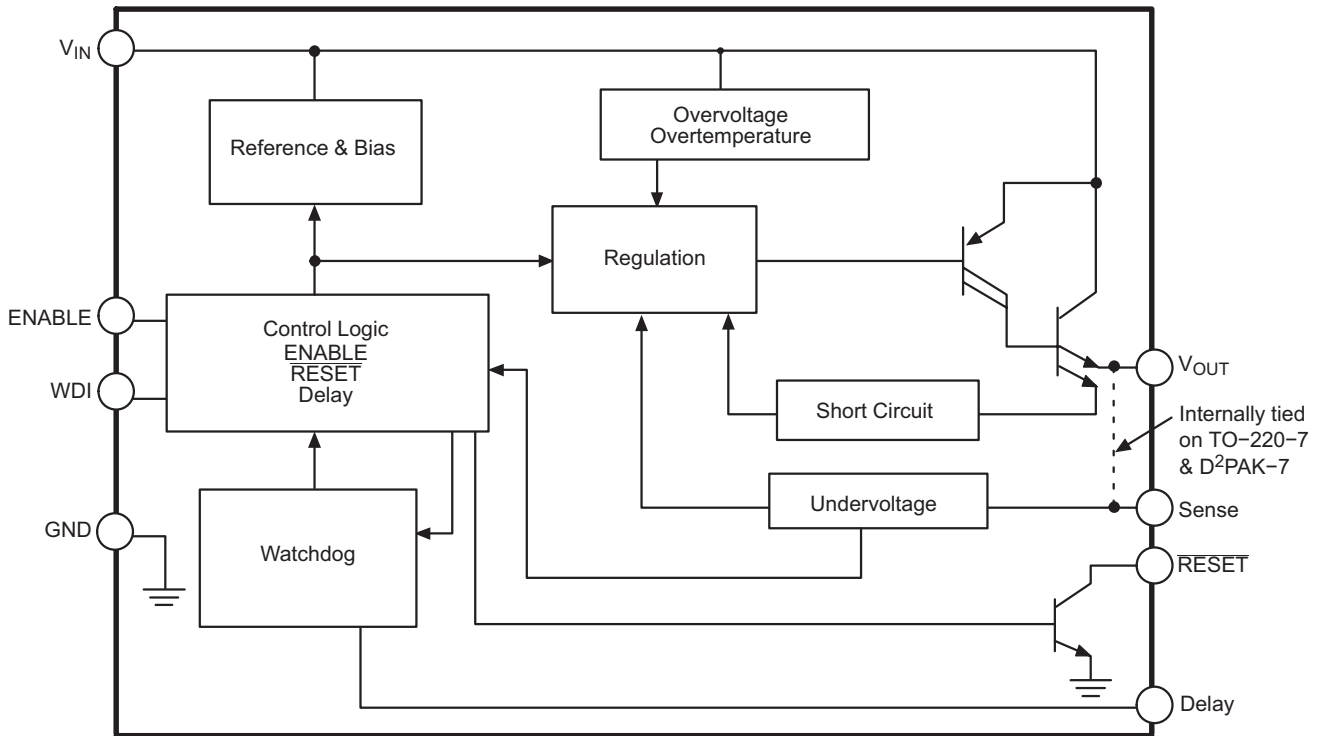 V_IN
Overvoltage
Overtemperature
Reference & Bias
Regulation
ENABLE
Control Logic
ENABLE
RESET
Delay
WDI
V_OUT
Short Circuit
Internally tied
on TO−220−7
& D²PAK−7
Undervoltage
Sense
GND
Watchdog
RESET
Delay